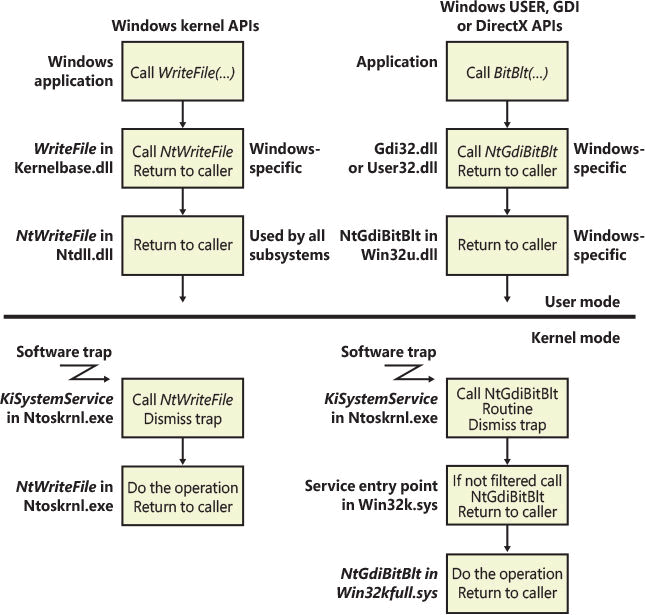 Windows kernel APIs
Windows
application
Call WriteFile(...)
WriteFile in
Kernelbase.dll
Call NtWriteFile
Return to caller
Windows-
specific
NtWriteFile in
Ntdll.dll
Return to caller
Used by all
subsystems
Windows USER, GDI
or DirectX APIs
Application
Call BitBlt(...)
Gdi32.dll
or User32.dll
Call NtGdiBitBlt
Return to caller
Windows-
specific
NtGdiBitBlt in
Win32u.dll
Return to caller
Windows-
specific
User mode
Kernel mode
Software trap
KiSystemService
in Ntoskrnl.exe
Call NtWriteFile
Dismiss trap
NtWriteFile in
Ntoskrnl.exe
Do the operation
Return to caller
Software trap
KiSystemService
in Ntoskrnl.exe
Call NtGdiBitBlt
Routine
Dismiss trap
Service entry point
in Win32k.sys
If not filtered call
NtGdiBitBlt
Return to caller
NtGdiBitBlt in
Win32kfull.sys
Do the operation
Return to caller